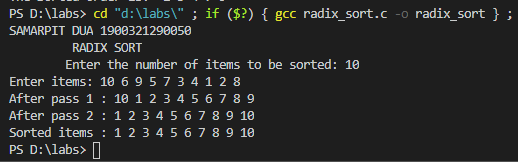 PS D:\labs> cd "d:\labs\" ; if ($?) { gcc radix_sort.c -o radix_sort } ;
SAMARPIT DUA 1900321290050
RADIX SORT
Enter the number of items to be sorted: 10
Enter items: 10 6 9 5 7 3 4 1 2 8
After pass 1 : 10 1 2 3 4 5 6 7 8 9
After pass 2 : 1 2 3 4 5 6 7 8 9 10
Sorted items : 1 2 3 4 5 6 7 8 9 10
PS D:\labs>